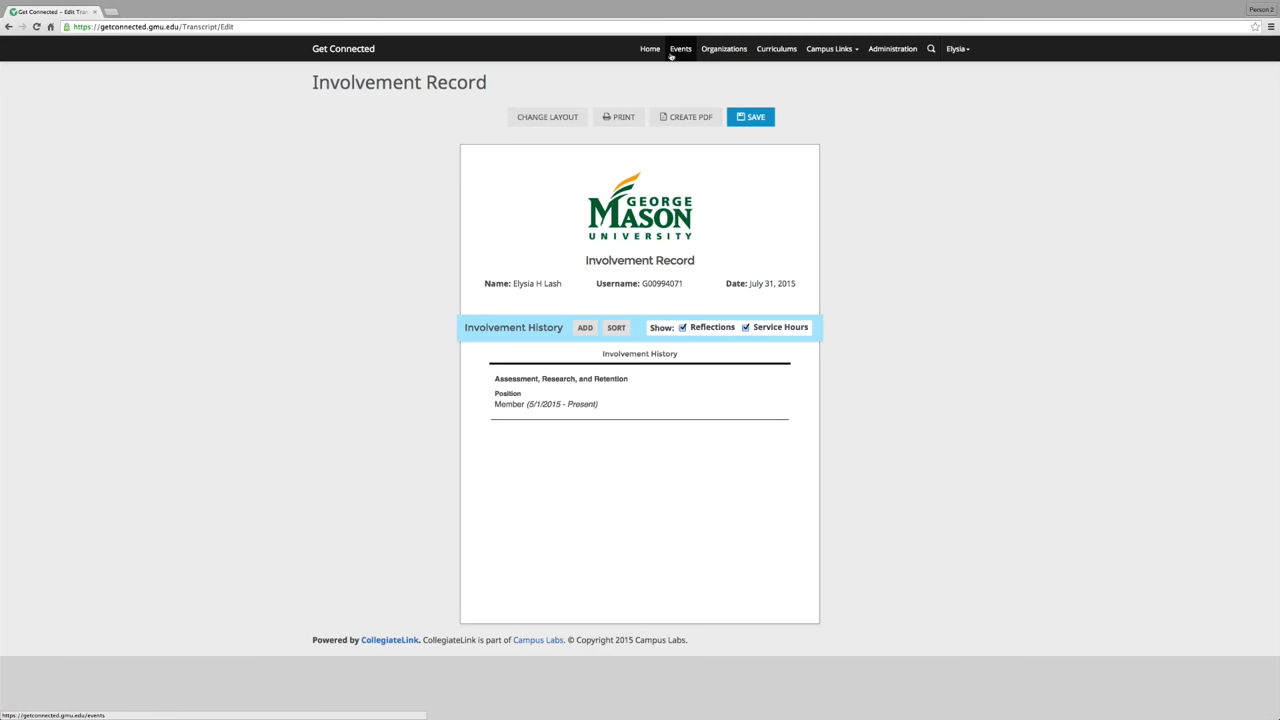 Get Connected - Edit Tra
Person 2
https://getconnected.gmu.edu/Transcript/Edit
Get Connected Home Events Organizations Curriculums Campus Links Administration Elysia
Involvement Record
CHANGE LAYOUT PRINT CREATE PDF SAVE
GEORGE
MASON
UNIVERSITY
Involvement Record
Name: Elysia H Lash Username: G00994071 Date: July 31, 2015
Involvement History ADD SORT Show: Reflections Service Hours
Involvement History
Assessment, Research, and Retention
Position
Member (5/1/2015 - Present)
Powered by CollegiateLink. CollegiateLink is part of Campus Labs. © Copyright 2015 Campus Labs.
https://getconnected.gmu.edu/events